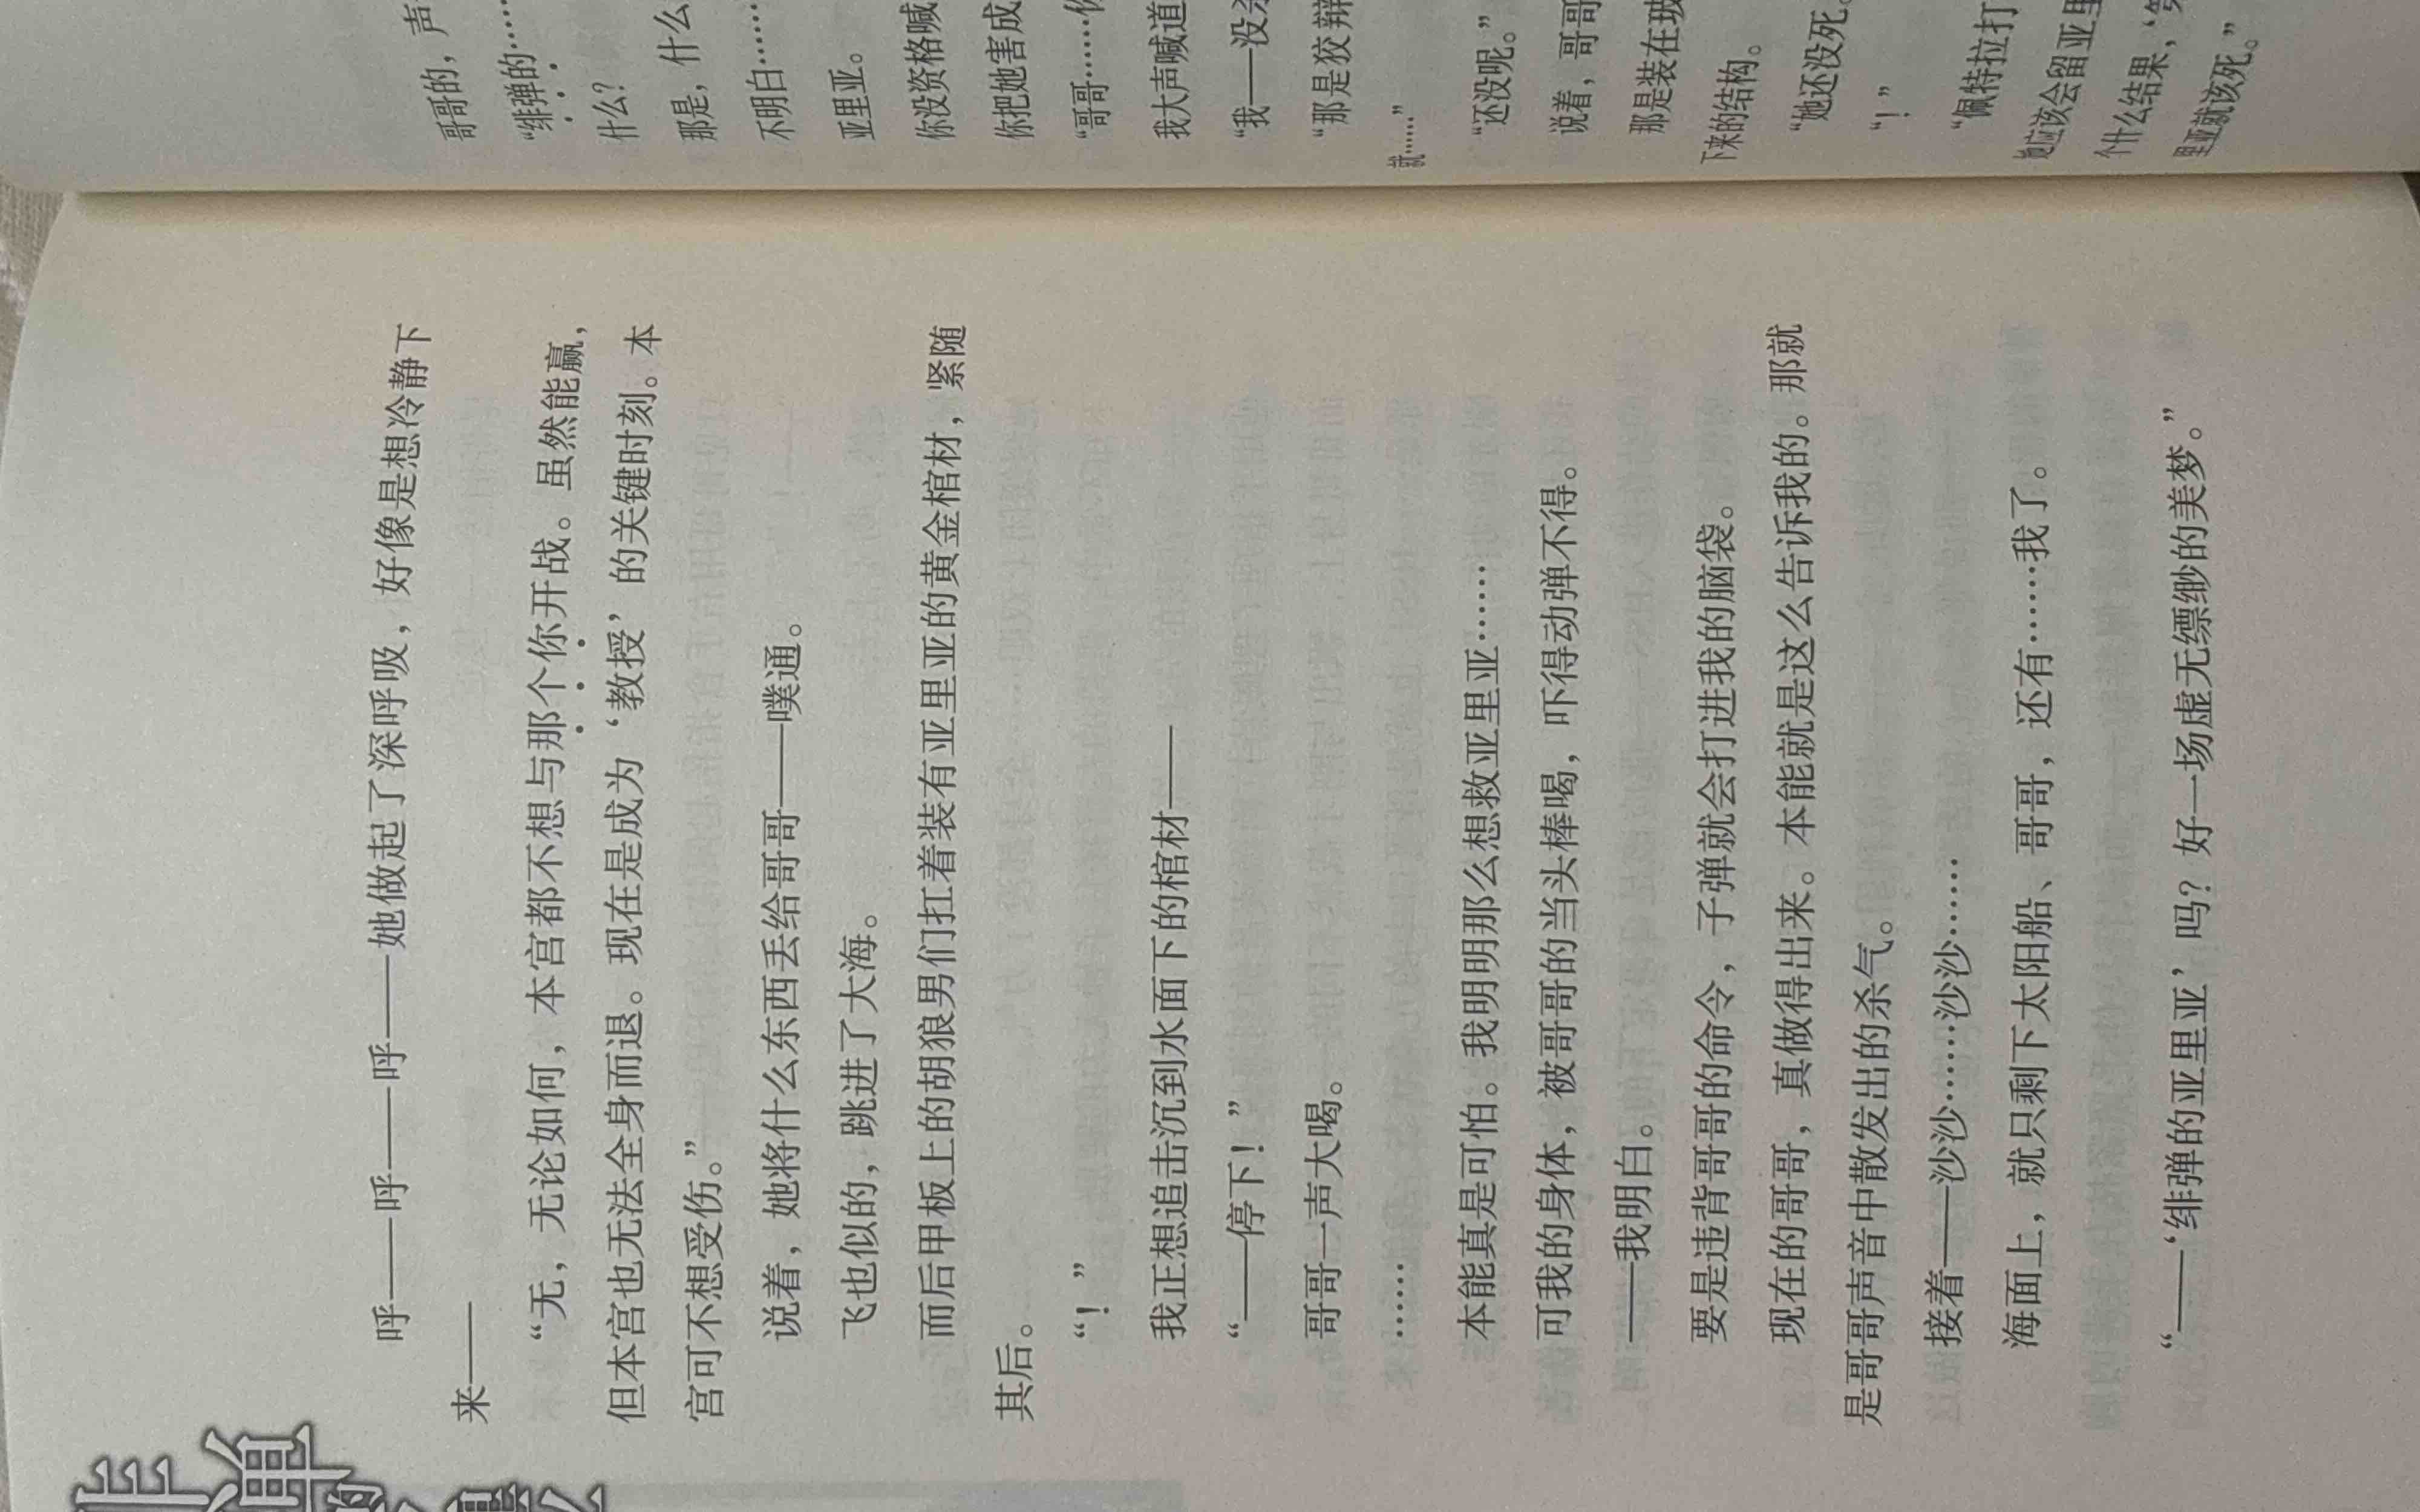 绯弹的亚里亚
呼——呼——呼——她做起了深呼吸，好像是想冷静下
来——
“无，无论如何，本宫都不想与那个你开战。虽然能赢，
但本宫也无法全身而退。现在是成为‘教授’的关键时刻。本
宫可不想受伤。”
说着，她将什么东西丢给哥哥——噗通。
飞也似的，跳进了大海。
而后甲板上的胡狼男们扛着装有亚里亚的黄金棺材，紧随
其后。
“！”
我正想追击沉到水面下的棺材——
“——停下！”
哥哥一声大喝。
……
本能真是可怕。我明明那么想救亚里亚……
可我的身体，被哥哥的当头棒喝，吓得动弹不得。
——我明白。
要是违背哥哥的命令，子弹就会打进我的脑袋。
现在的哥哥，真做得出来。本能就是这么告诉我的。那就
是哥哥声音中散发出的杀气。
接着——沙沙……沙沙……
海面上，就只剩下太阳船、哥哥，还有……我了。
“——‘绯弹的亚里亚’吗？好一场虚无缥缈的美梦。”
哥哥的，声
“绯弹的……
什么？
那是，什么
不明白……
亚里亚。
你没资格喊
你把她害成
“哥哥……你
我大声喊道
“我——没杀
“那是狡辩
就……”
“还没呢。”
说着，哥哥
那是装在玻
下来的结构。
“她还没死。
“！”
“佩特拉打
她应该会留亚里
个什么结果，‘第
里亚就该死。”